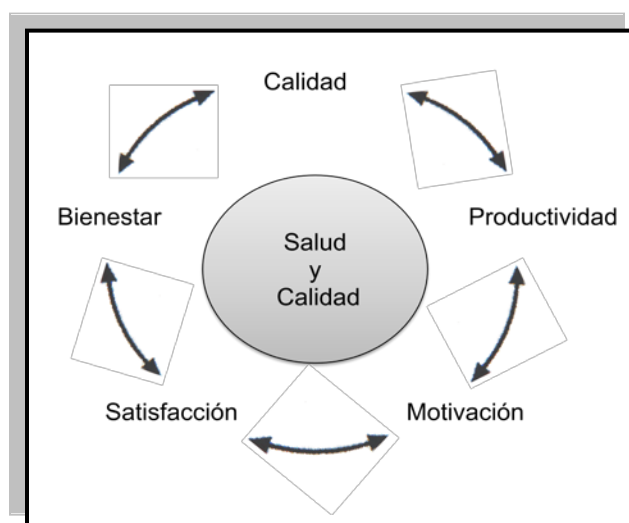 Calidad
Bienestar
Productividad
Salud
y
Calidad
Satisfacción
Motivación